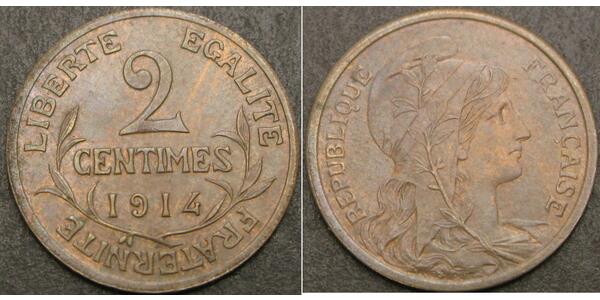 LIBERTE EGALITE
2
CENTIMES
1914
FRATERNITE
REPUBLIQUE FRANÇAISE